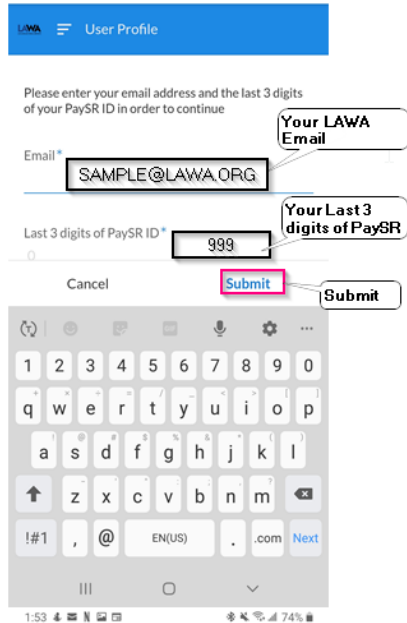 LAWA User Profile
Please enter your email address and the last 3 digits
of your PaySR ID in order to continue
Your LAWA
Email
Email*
SAMPLE@LAWA.ORG
Your Last 3
digits of PaySR
Last 3 digits of PaySR ID*
999
0
Cancel Submit
Submit
GIF
1 2 3 4 5 6 7 8 9 0
q w e r t y u i o p
a s d f g h j k l
z x c v b n m
!#1 , @ EN(US) . .com Next
1:53 N 74%